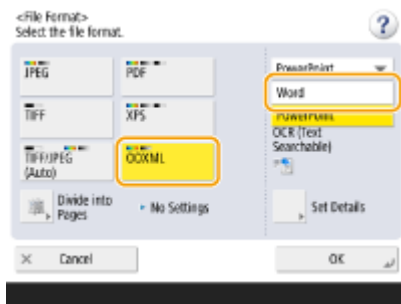 <File Format>
Select the file format.
?
JPEG
PDF
PowerPoint
Word
TIFF
XPS
PowerPoint
OCR (Text
Searchable)
TIFF/JPEG
(Auto)
OOXML
Divide into
Pages
No Settings
Set Details
Cancel
OK